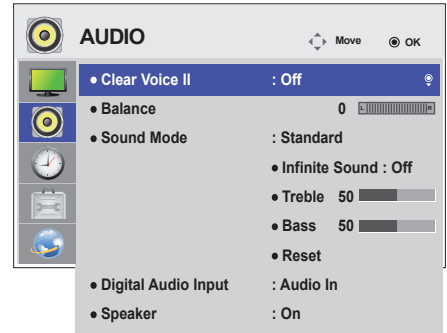 AUDIO Move OK
• Clear Voice II : Off
• Balance 0 L R
• Sound Mode : Standard
• Infinite Sound : Off
• Treble 50
• Bass 50
• Reset
• Digital Audio Input : Audio In
• Speaker : On